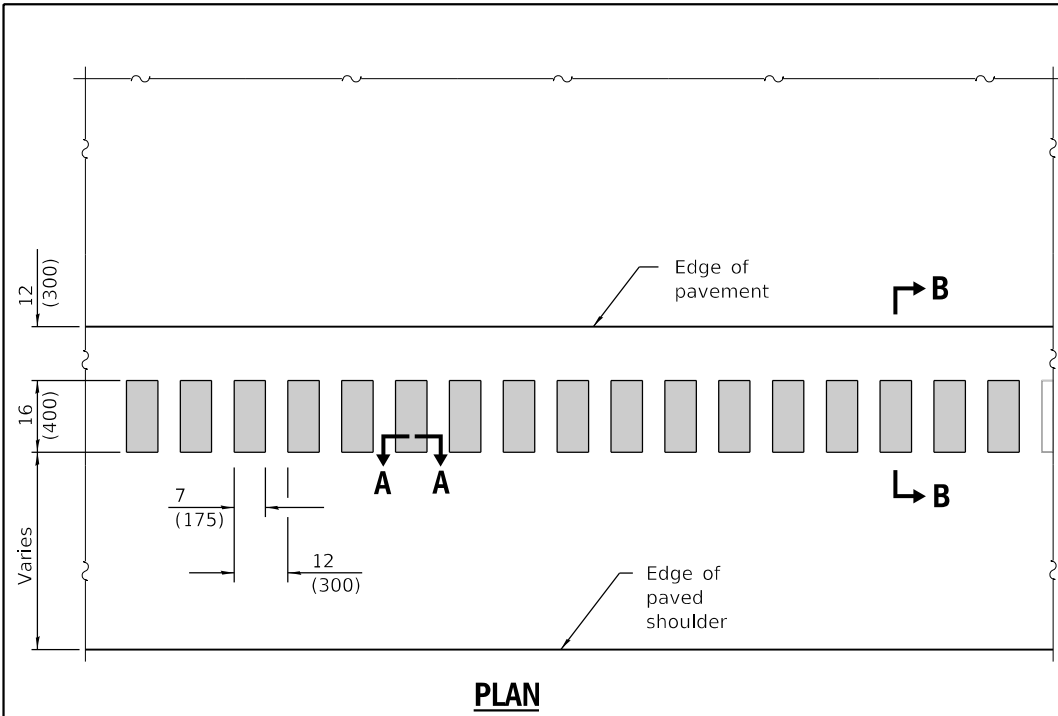 12
(300)
Edge of
pavement
B
16
(400)
A A
B
7
(175)
12
(300)
Varies
Edge of
paved
shoulder
PLAN